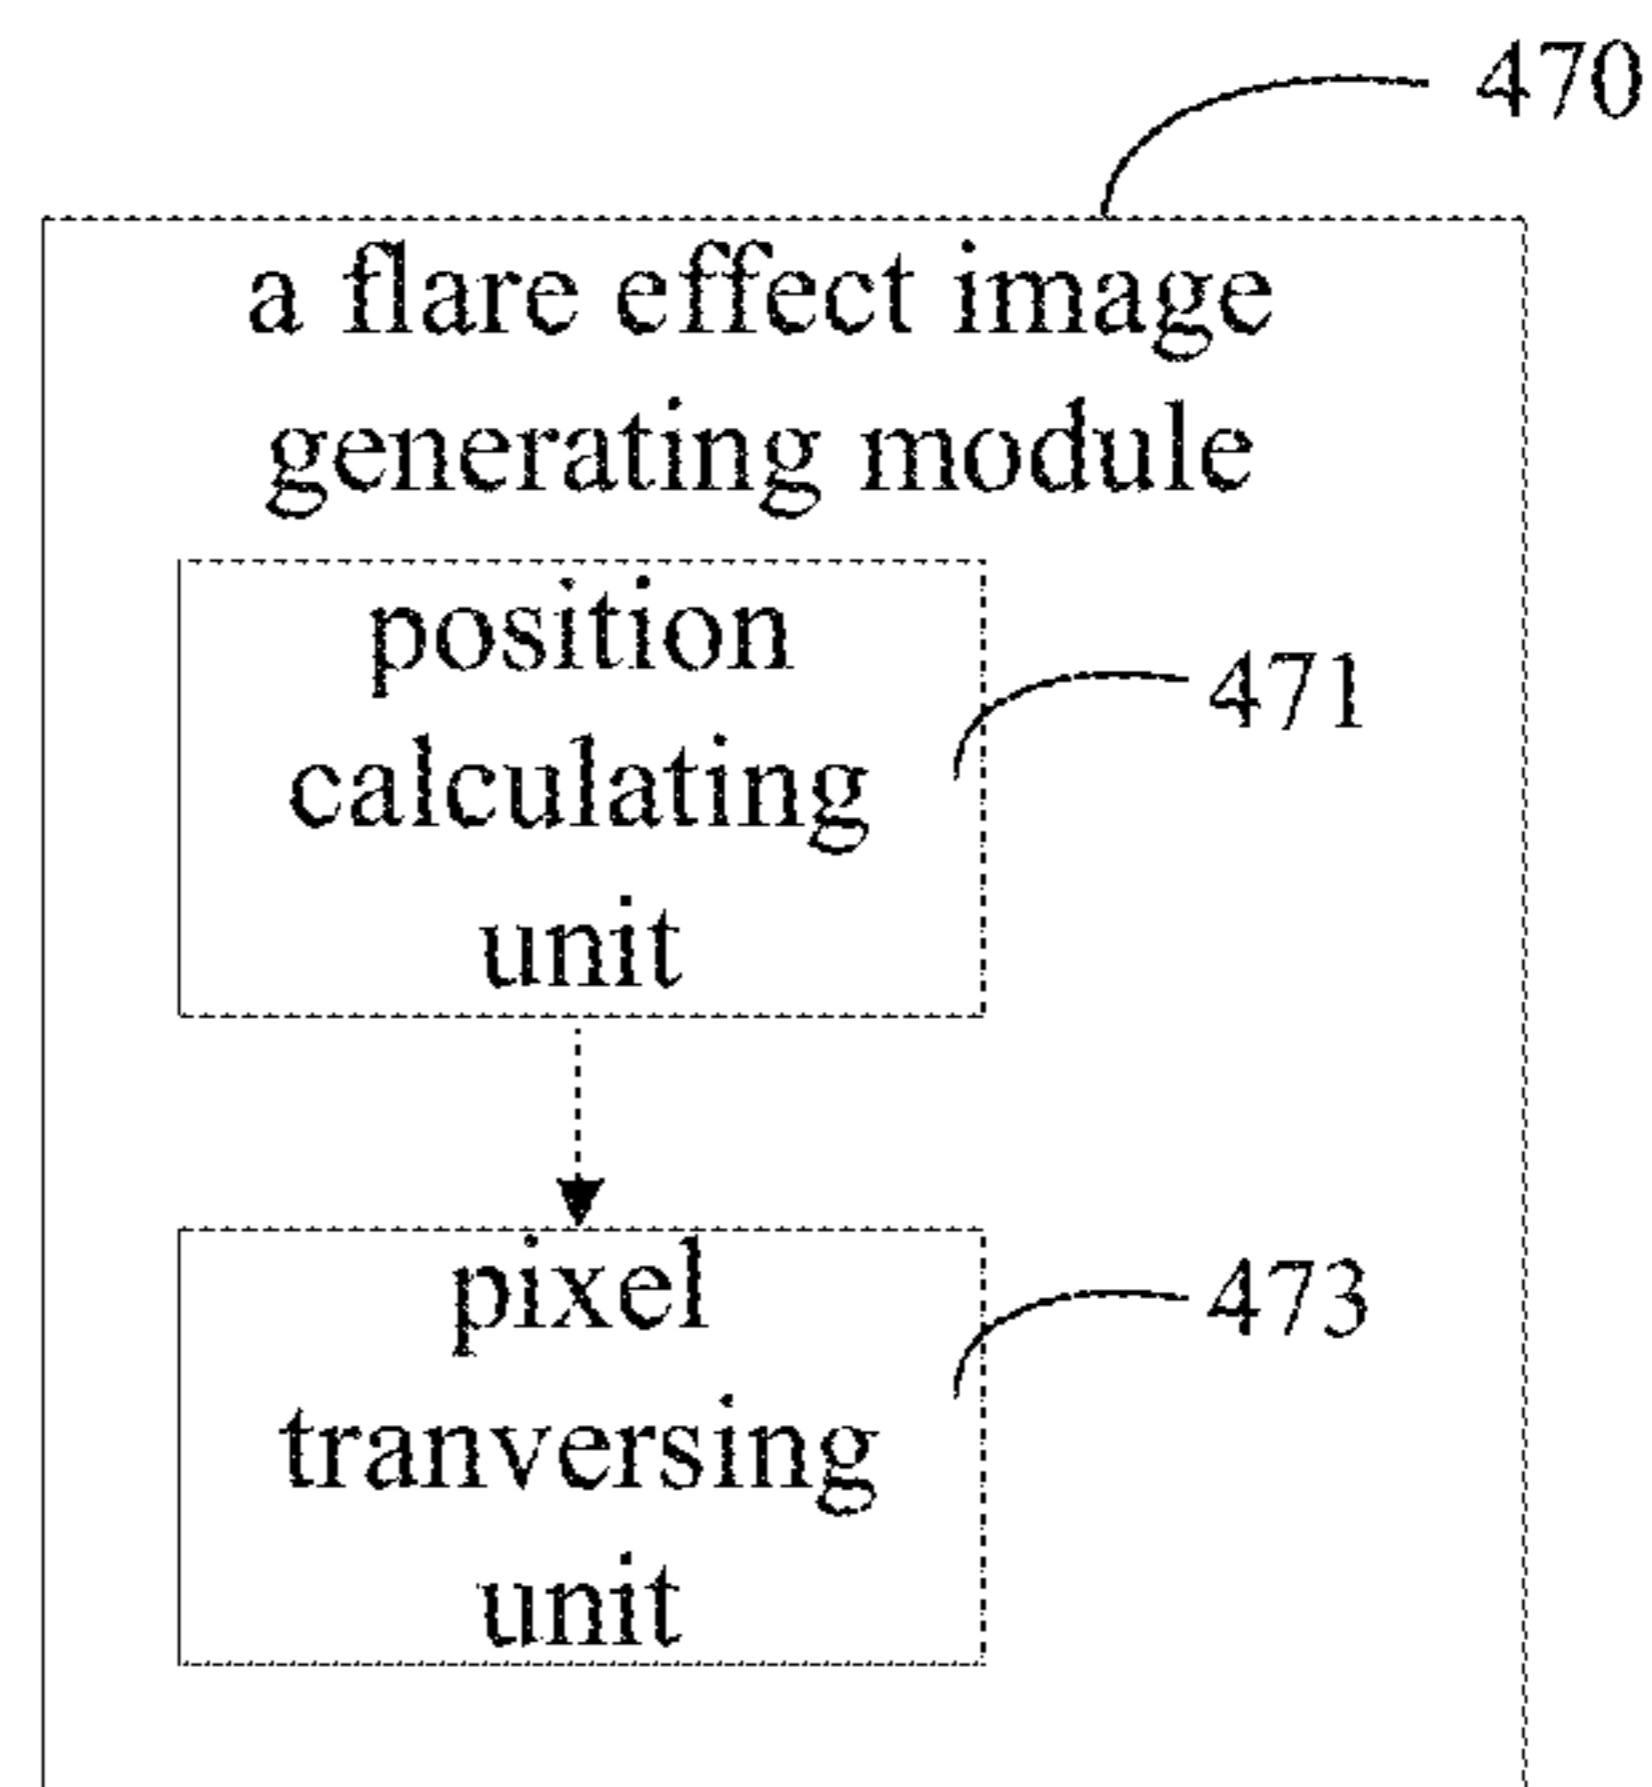 470
a flare effect image
generating module
position
calculating
unit
471
pixel
tranversing
unit
473